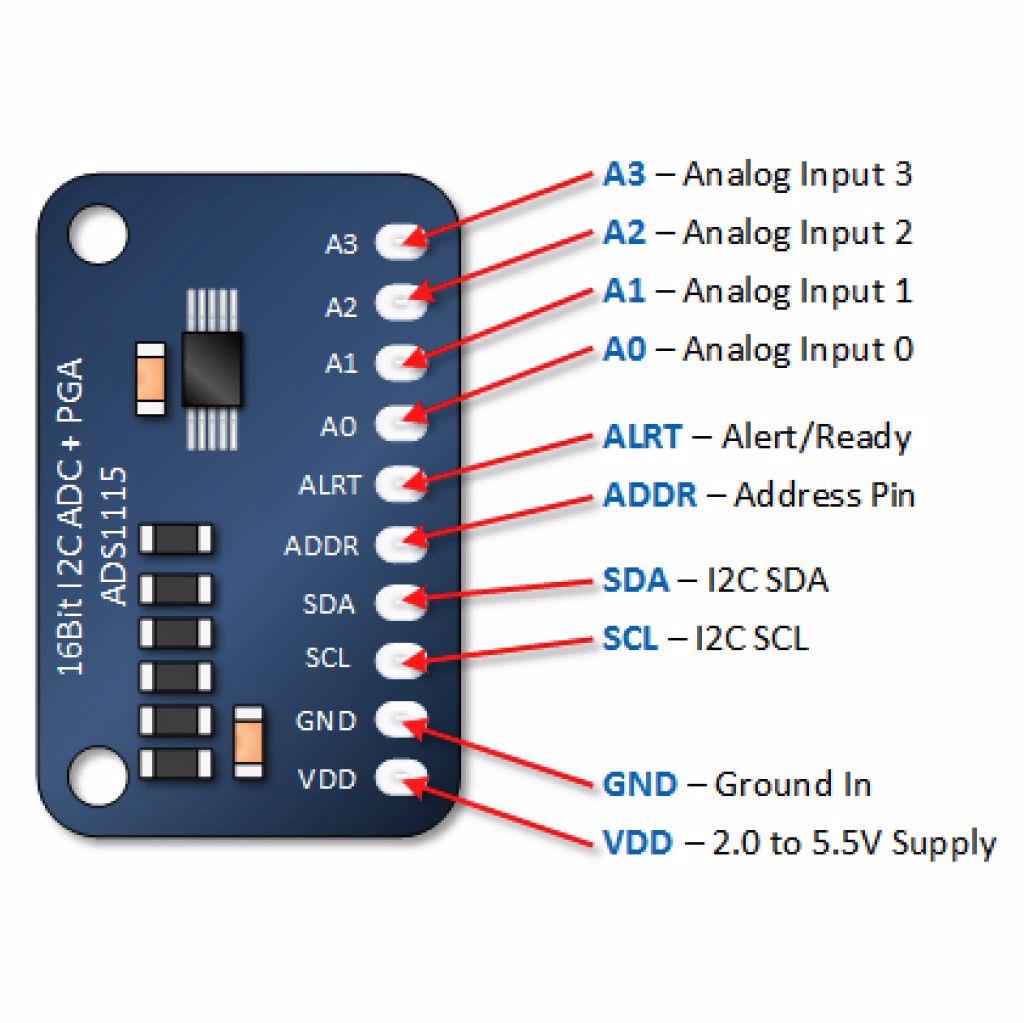 A3 – Analog Input 3
A2 – Analog Input 2
A1 – Analog Input 1
A0 – Analog Input 0
ALRT – Alert/Ready
ADDR – Address Pin
SDA – I2C SDA
SCL – I2C SCL
GND – Ground In
VDD – 2.0 to 5.5V Supply
16Bit I2C ADC + PGA
ADS1115
A3
A2
A1
A0
ALRT
ADDR
SDA
SCL
GND
VDD